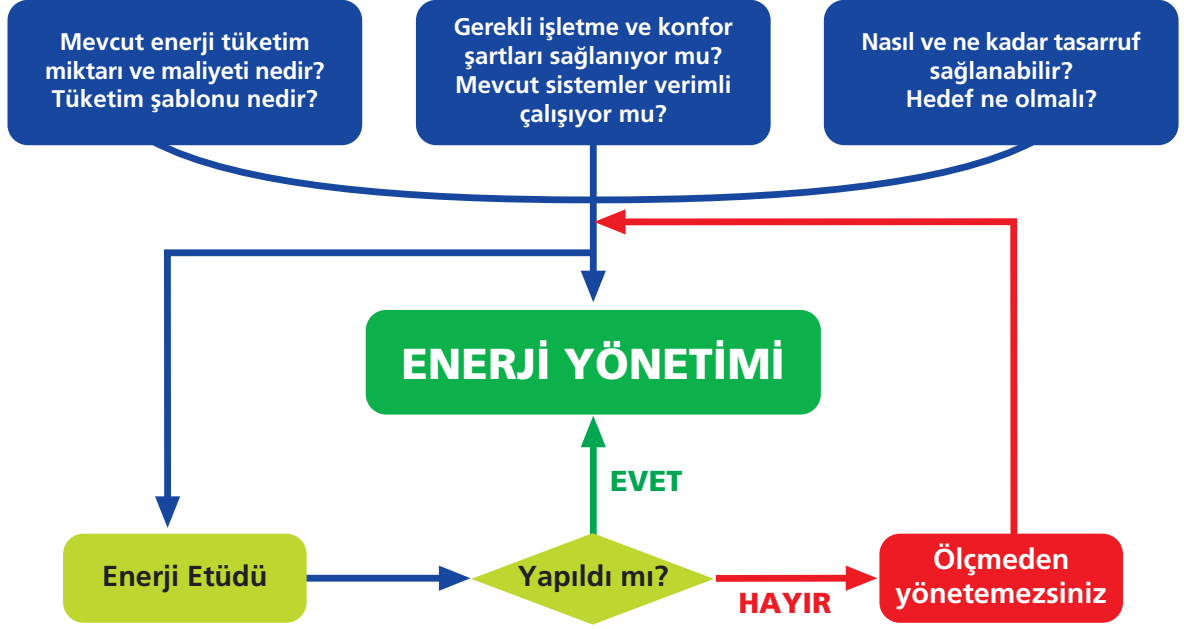 Mevcut enerji tüketim
miktarı ve maliyeti nedir?
Tüketim şablonu nedir?
Gerekli işletme ve konfor
şartları sağlanıyor mu?
Mevcut sistemler verimli
çalışıyor mu?
Nasıl ve ne kadar tasarruf
sağlanabilir?
Hedef ne olmalı?
ENERJİ YÖNETİMİ
EVET
Enerji Etüdü
Yapıldı mı?
HAYIR
Ölçmeden
yönetemezsiniz